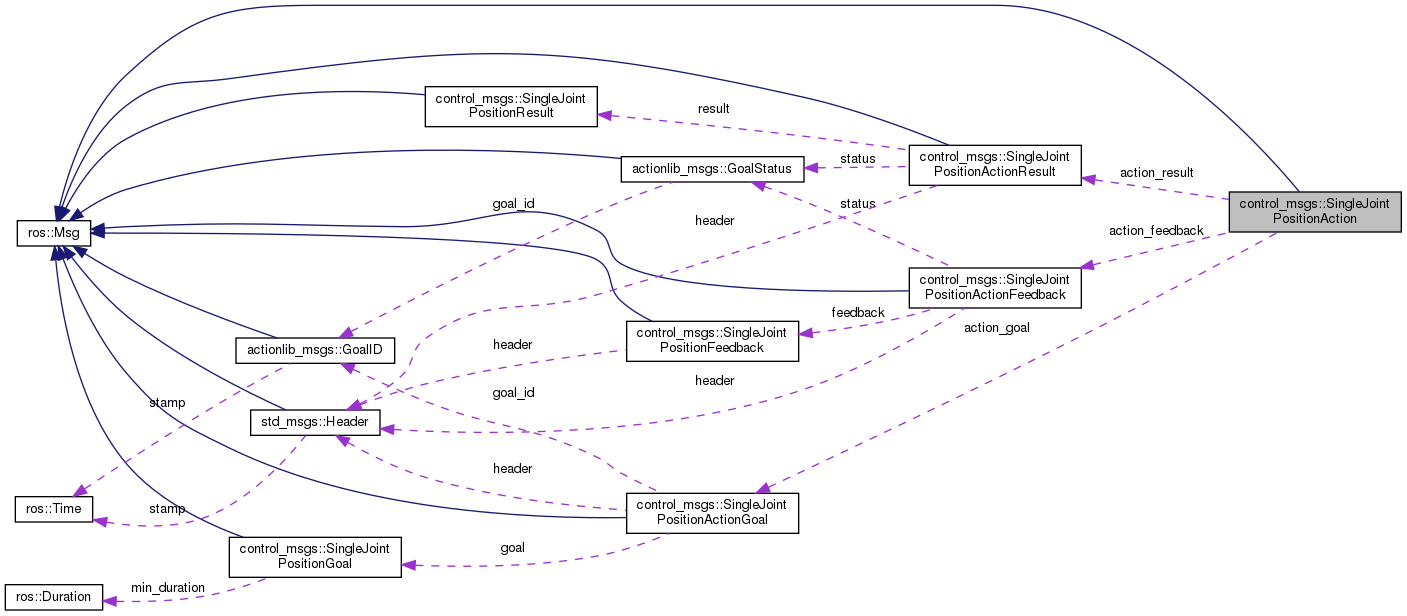 control_msgs::SingleJoint
PositionResult
result
control_msgs::SingleJoint
PositionActionResult
actionlib_msgs::GoalStatus
status
action_result
control_msgs::SingleJoint
PositionAction
goal_id
header
status
ros::Msg
action_feedback
control_msgs::SingleJoint
PositionActionFeedback
feedback
action_goal
control_msgs::SingleJoint
PositionFeedback
actionlib_msgs::GoalID
header
header
goal_id
stamp
std_msgs::Header
header
ros::Time
stamp
control_msgs::SingleJoint
PositionActionGoal
control_msgs::SingleJoint
PositionGoal
goal
min_duration
ros::Duration